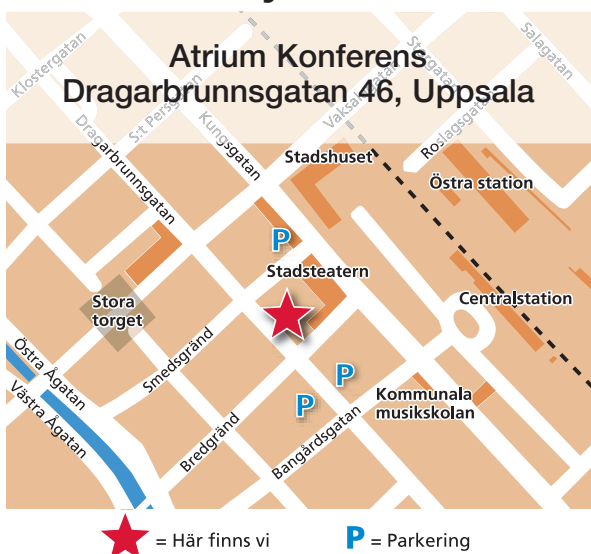 Atrium Konferens
Dragarbrunnsgatan 46, Uppsala
Klostergatan
Dragarbrunnsgatan
S:t Persgatan
Kungsgatan
Vaksalagatan
Storgatan
Salagatan
Roslagsgatan
Stadshuset
Östra station
P
Stadsteatern
Stora
torget
Centralstation
Smedsgränd
Östra Ågatan
Västra Ågatan
P
P
Kommunala
musikskolan
Bredgränd
Bangårdsgatan
= Här finns vi
P = Parkering